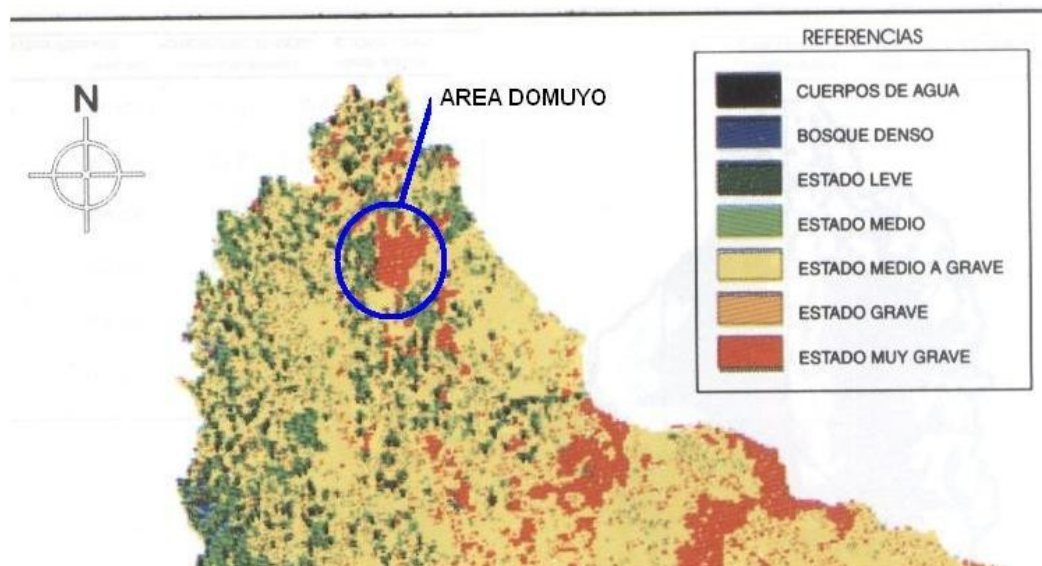 REFERENCIAS
N
AREA DOMUYO
CUERPOS DE AGUA
BOSQUE DENSO
ESTADO LEVE
ESTADO MEDIO
ESTADO MEDIO A GRAVE
ESTADO GRAVE
ESTADO MUY GRAVE